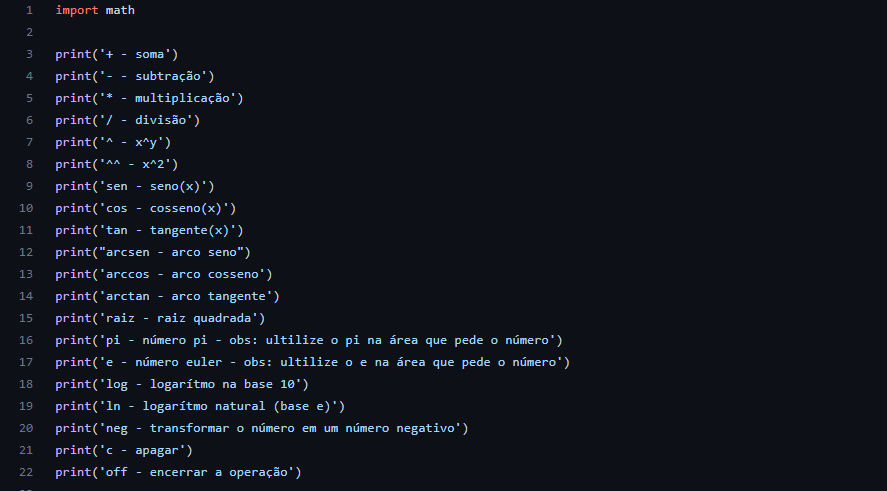 1 import math
2
3 print('+ - soma')
4 print('- - subtração')
5 print('* - multiplicação')
6 print('/ - divisão')
7 print('^ - x^y')
8 print('^^ - x^2')
9 print('sen - seno(x)')
10 print('cos - cosseno(x)')
11 print('tan - tangente(x)')
12 print("arcsen - arco seno")
13 print('arccos - arco cosseno')
14 print('arctan - arco tangente')
15 print('raiz - raiz quadrada')
16 print('pi - número pi - obs: ultilize o pi na área que pede o número')
17 print('e - número euler - obs: ultilize o e na área que pede o número')
18 print('log - logarítmo na base 10')
19 print('ln - logarítmo natural (base e)')
20 print('neg - transformar o número em um número negativo')
21 print('c - apagar')
22 print('off - encerrar a operação')